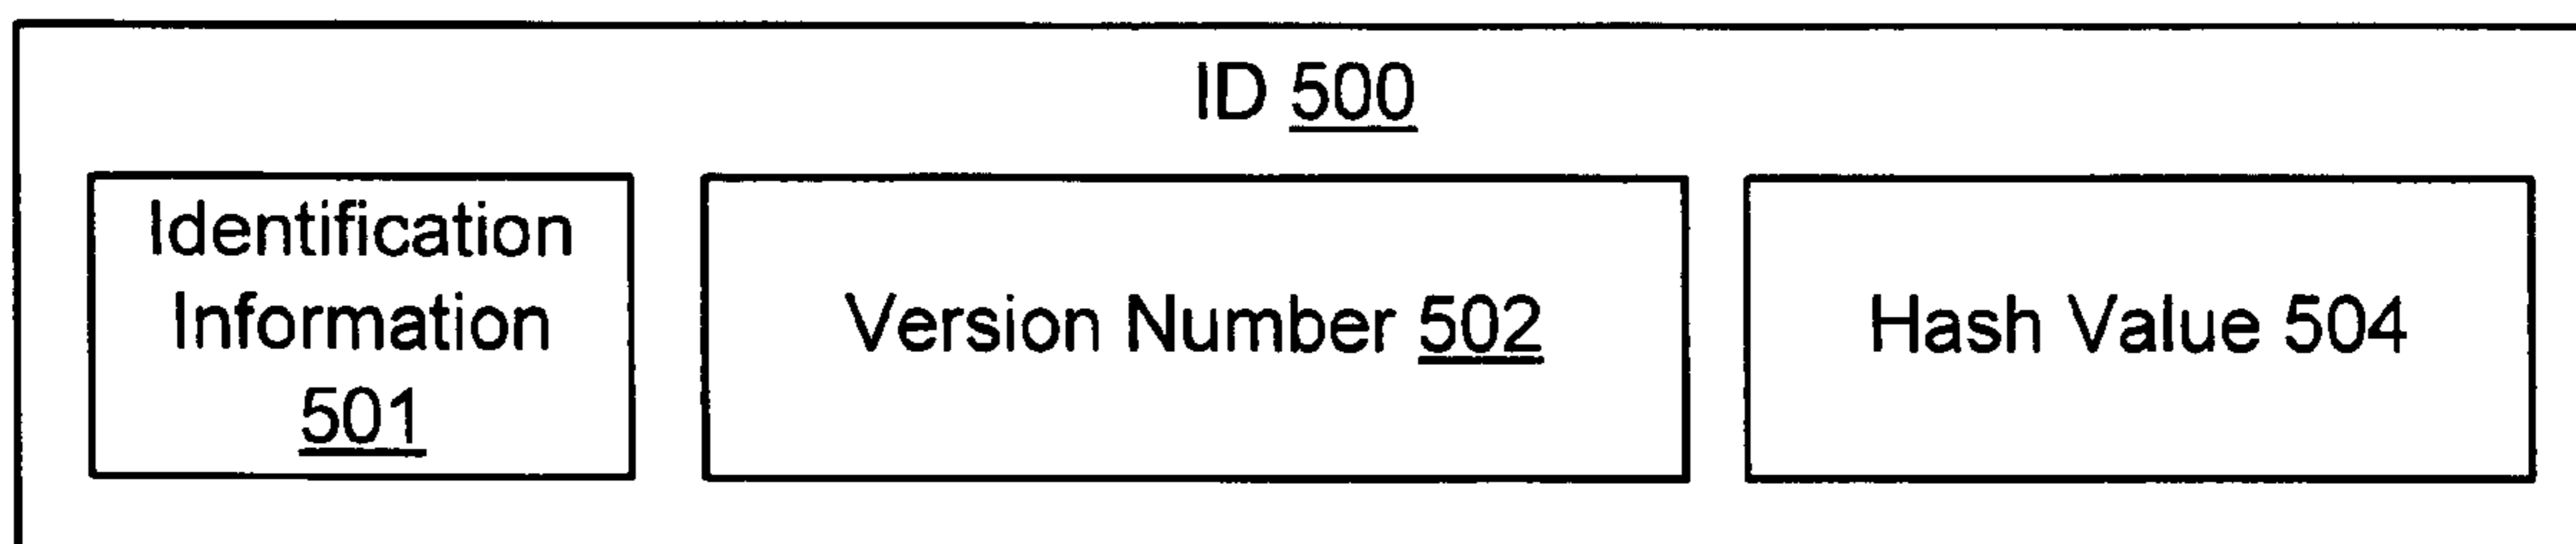 ID 500
Identification
Information
501
Version Number 502
Hash Value 504